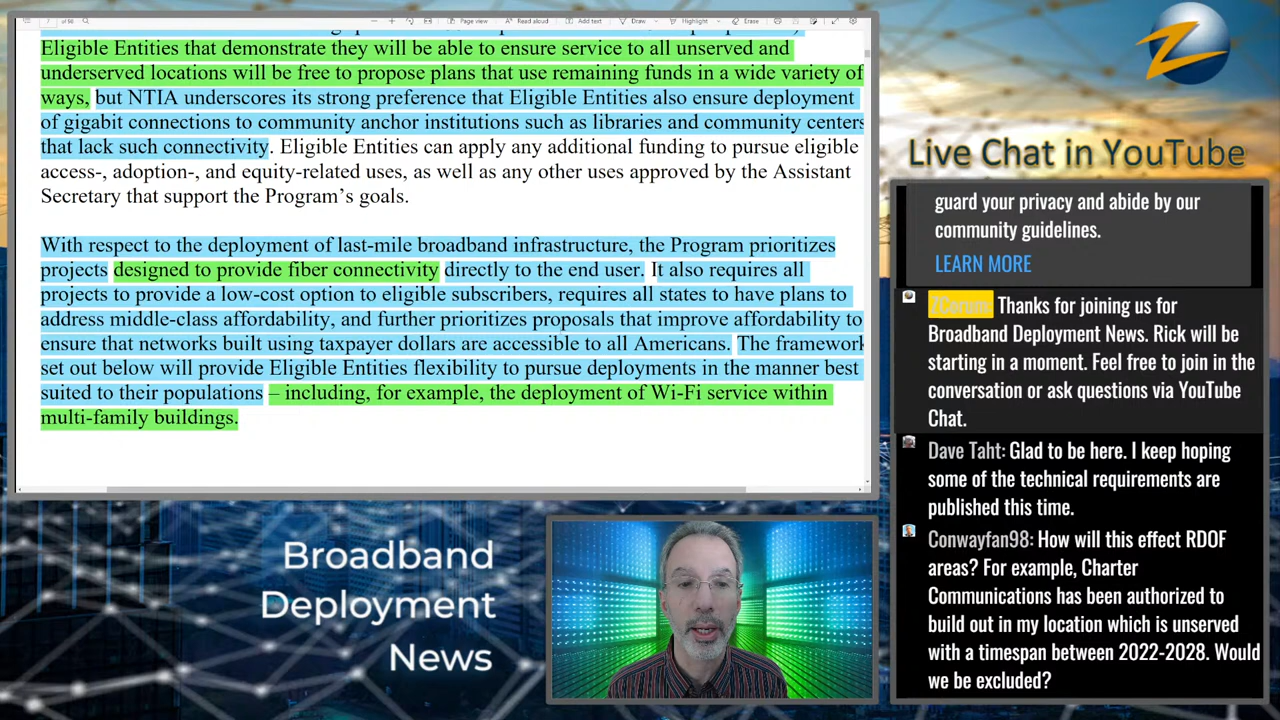 7 of 98
Page view
Read aloud
Add text
Draw
Highlight
Erase
Eligible Entities that demonstrate they will be able to ensure service to all unserved and
underserved locations will be free to propose plans that use remaining funds in a wide variety of
ways, but NTIA underscores its strong preference that Eligible Entities also ensure deployment
of gigabit connections to community anchor institutions such as libraries and community centers
that lack such connectivity. Eligible Entities can apply any additional funding to pursue eligible
access-, adoption-, and equity-related uses, as well as any other uses approved by the Assistant
Secretary that support the Program’s goals.
With respect to the deployment of last-mile broadband infrastructure, the Program prioritizes
projects designed to provide fiber connectivity directly to the end user. It also requires all
projects to provide a low-cost option to eligible subscribers, requires all states to have plans to
address middle-class affordability, and further prioritizes proposals that improve affordability to
ensure that networks built using taxpayer dollars are accessible to all Americans. The framework
set out below will provide Eligible Entities flexibility to pursue deployments in the manner best
suited to their populations – including, for example, the deployment of Wi-Fi service within
multi-family buildings.
Broadband
Deployment
News
Z
Live Chat in YouTube
guard your privacy and abide by our
community guidelines.
LEARN MORE
ZCorum: Thanks for joining us for
Broadband Deployment News. Rick will be
starting in a moment. Feel free to join in the
conversation or ask questions via YouTube
Chat.
Dave Taht: Glad to be here. I keep hoping
some of the technical requirements are
published this time.
Conwayfan98: How will this effect RDOF
areas? For example, Charter
Communications has been authorized to
build out in my location which is unserved
with a timespan between 2022-2028. Would
we be excluded?